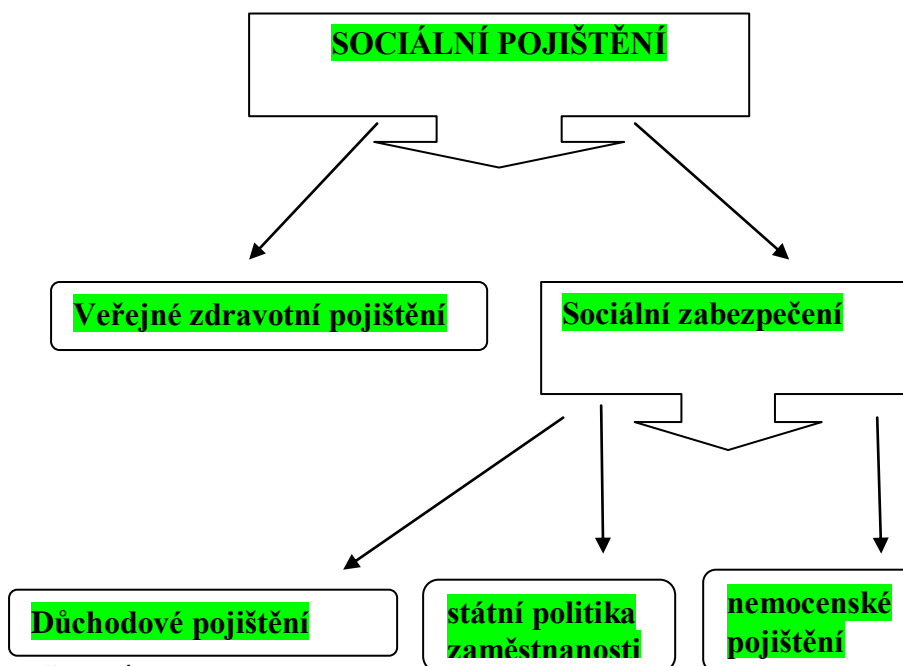 SOCIÁLNÍ POJIŠTĚNÍ
Veřejné zdravotní pojištění
Sociální zabezpečení
Důchodové pojištění
státní politika
zaměstnanosti
nemocenské
pojištění